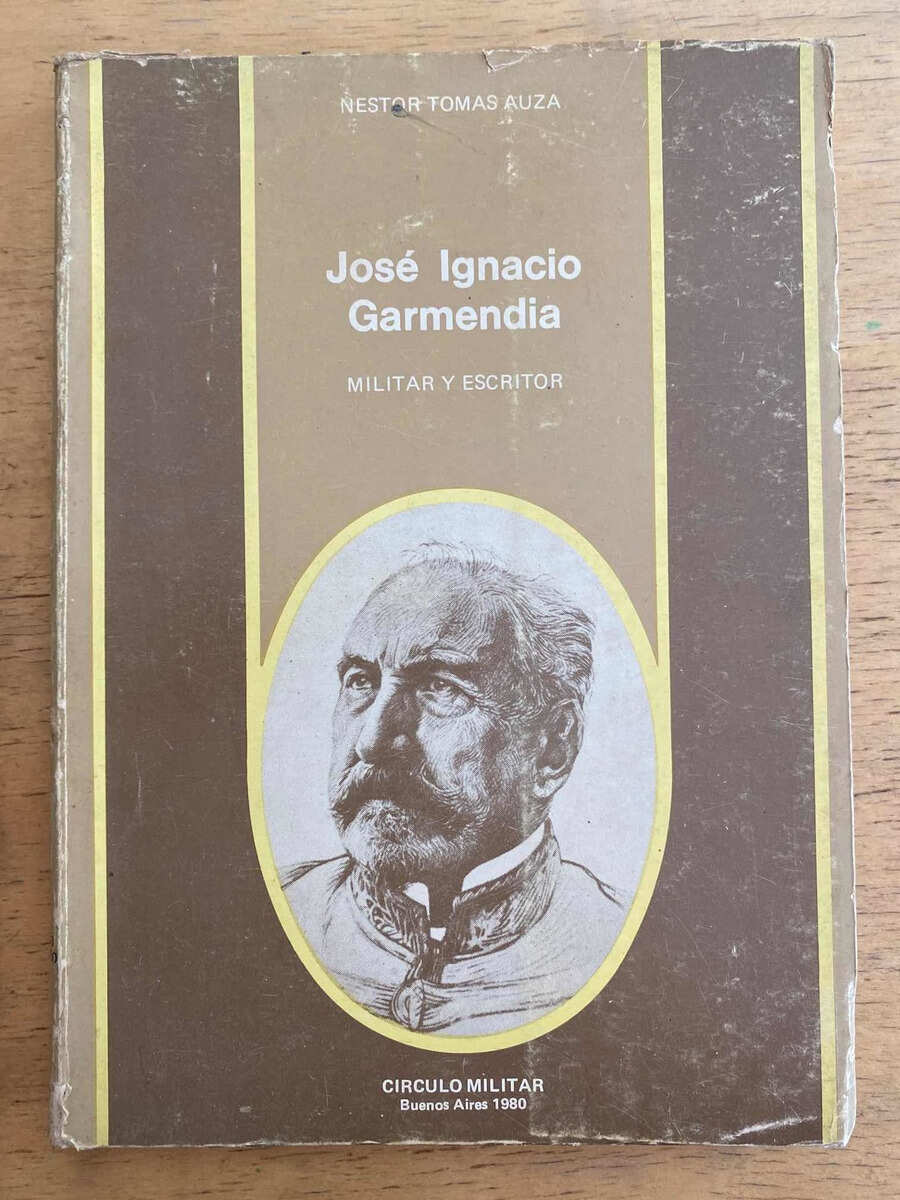 NESTOR TOMAS AUZA
José Ignacio
Garmendia
MILITAR Y ESCRITOR
CIRCULO MILITAR
Buenos Aires 1980